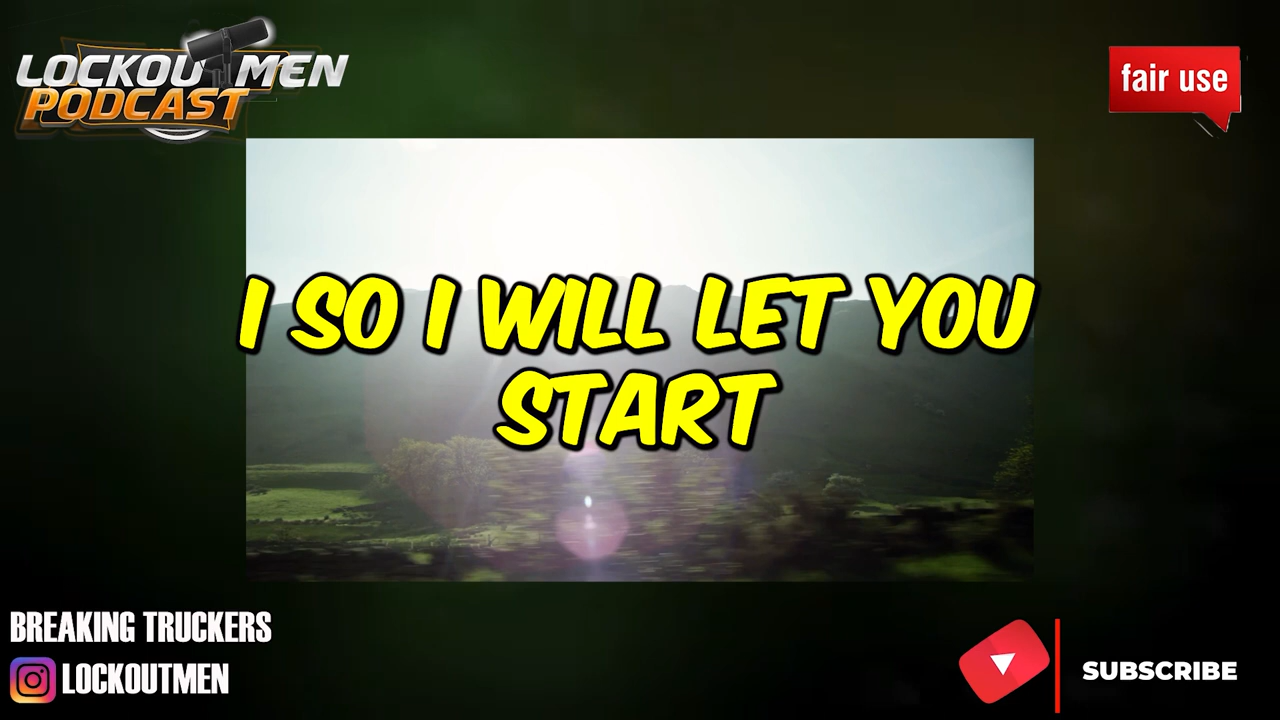 LOCKOUTMEN
PODCAST
fair use
I SO I WILL LET YOU
START
BREAKING TRUCKERS
LOCKOUTMEN
SUBSCRIBE